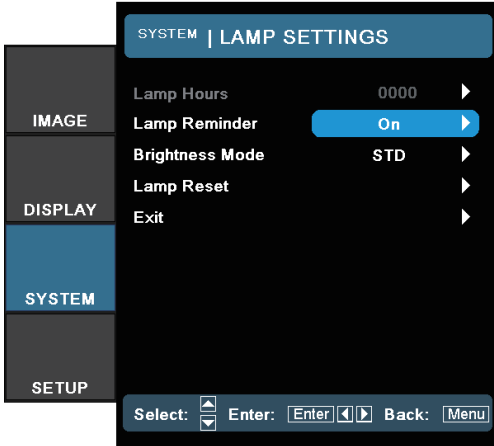 SYSTEM | LAMP SETTINGS
Lamp Hours 0000
IMAGE
Lamp Reminder On
Brightness Mode STD
Lamp Reset
DISPLAY
Exit
SYSTEM
SETUP
Select: Enter: Enter Back: Menu